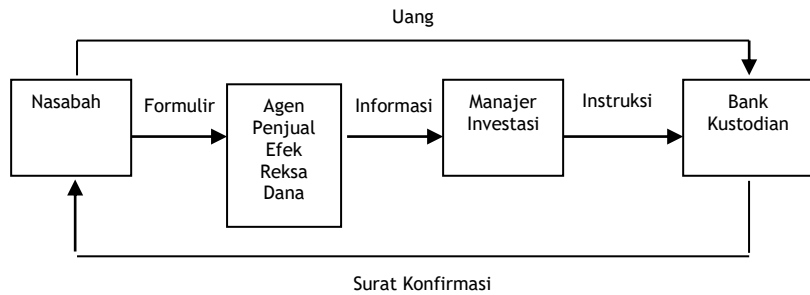 Uang
Nasabah
Formulir
Agen
Penjual
Efek
Reksa
Dana
Informasi
Manajer
Investasi
Instruksi
Bank
Kustodian
Surat Konfirmasi